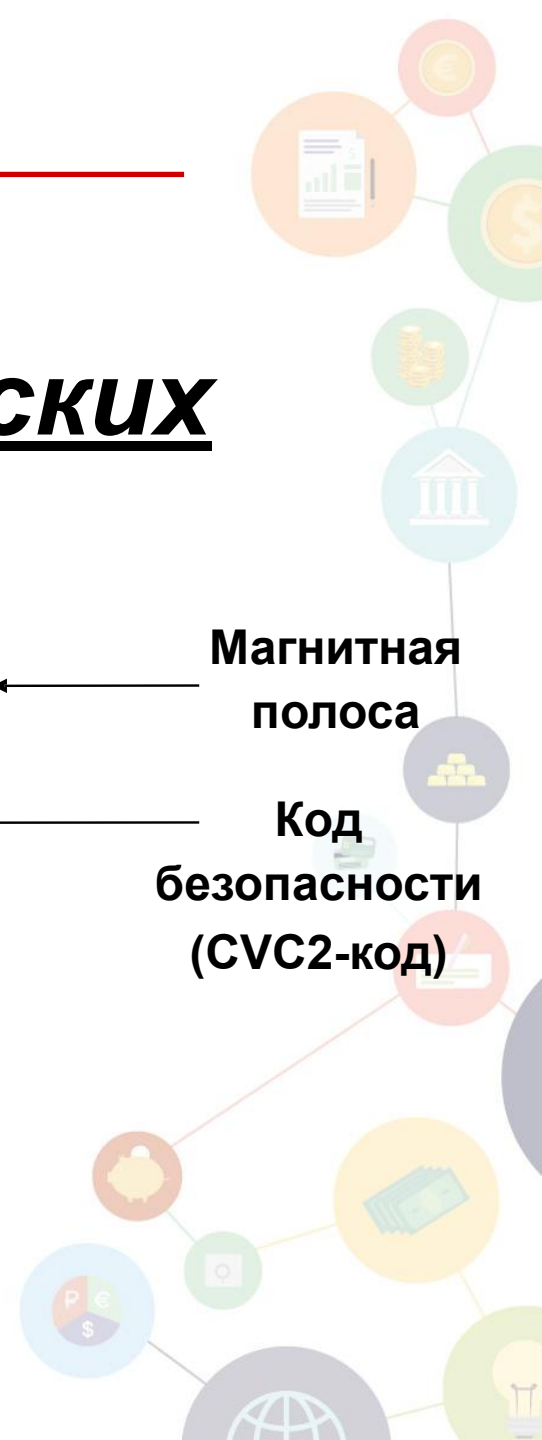 ских
Магнитная
полоса
Код
безопасности
(CVC2-код)